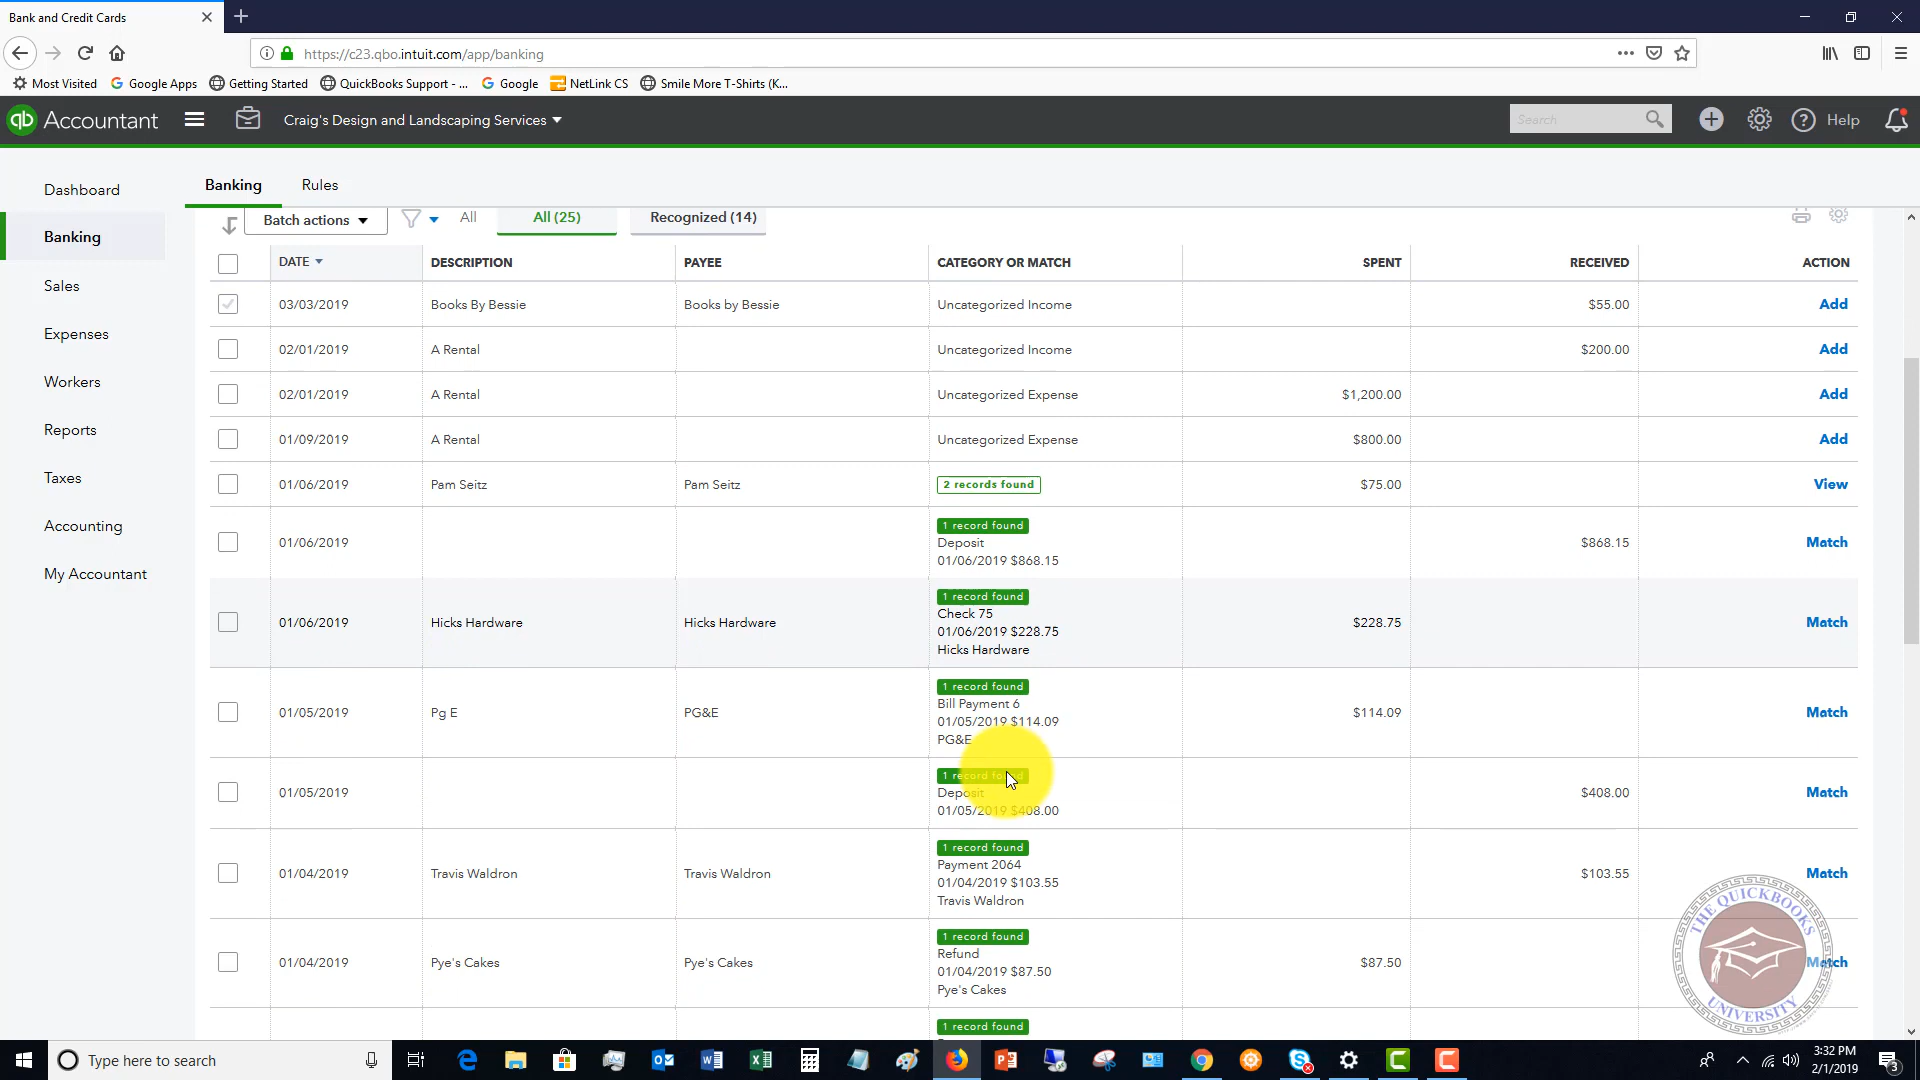 Bank and Credit Cards
https://c23.qbo.intuit.com/app/banking
Most Visited Google Apps Getting Started QuickBooks Support - ... Google NetLink CS Smile More T-Shirts (K...
qb Accountant Craig's Design and Landscaping Services Search Help
Dashboard
Banking
Sales
Expenses
Workers
Reports
Taxes
Accounting
My Accountant
Banking Rules
Batch actions All All (25) Recognized (14)
DATE DESCRIPTION PAYEE CATEGORY OR MATCH SPENT RECEIVED ACTION
03/03/2019 Books By Bessie Books by Bessie Uncategorized Income $55.00 Add
02/01/2019 A Rental Uncategorized Income $200.00 Add
02/01/2019 A Rental Uncategorized Expense $1,200.00 Add
01/09/2019 A Rental Uncategorized Expense $800.00 Add
01/06/2019 Pam Seitz Pam Seitz 2 records found $75.00 View
1 record found
01/06/2019 Deposit $868.15 Match
01/06/2019 $868.15
1 record found
Check 75
01/06/2019 Hicks Hardware Hicks Hardware 01/06/2019 $228.75 $228.75 Match
Hicks Hardware
1 record found
Bill Payment 6
01/05/2019 Pg E PG&E 01/05/2019 $114.09 $114.09 Match
PG&E
1 record found
01/05/2019 Deposit $408.00 Match
01/05/2019 $408.00
1 record found
Payment 2064
01/04/2019 Travis Waldron Travis Waldron 01/04/2019 $103.55 $103.55 Match
Travis Waldron
1 record found
Refund
01/04/2019 Pye's Cakes Pye's Cakes 01/04/2019 $87.50 $87.50 Match
Pye's Cakes
1 record found
THE QUICKBOOKS
UNIVERSITY
Type here to search
3:32 PM
2/1/2019
3